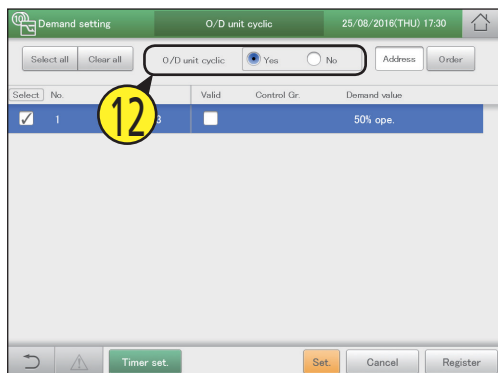 100 Demand setting O/D unit cyclic 25/08/2016(THU) 17:30
Select all Clear all O/D unit cyclic Yes No Address Order
Select No. Valid Control Gr. Demand value
1 3 50% ope.
12
Timer set. Set. Cancel Register